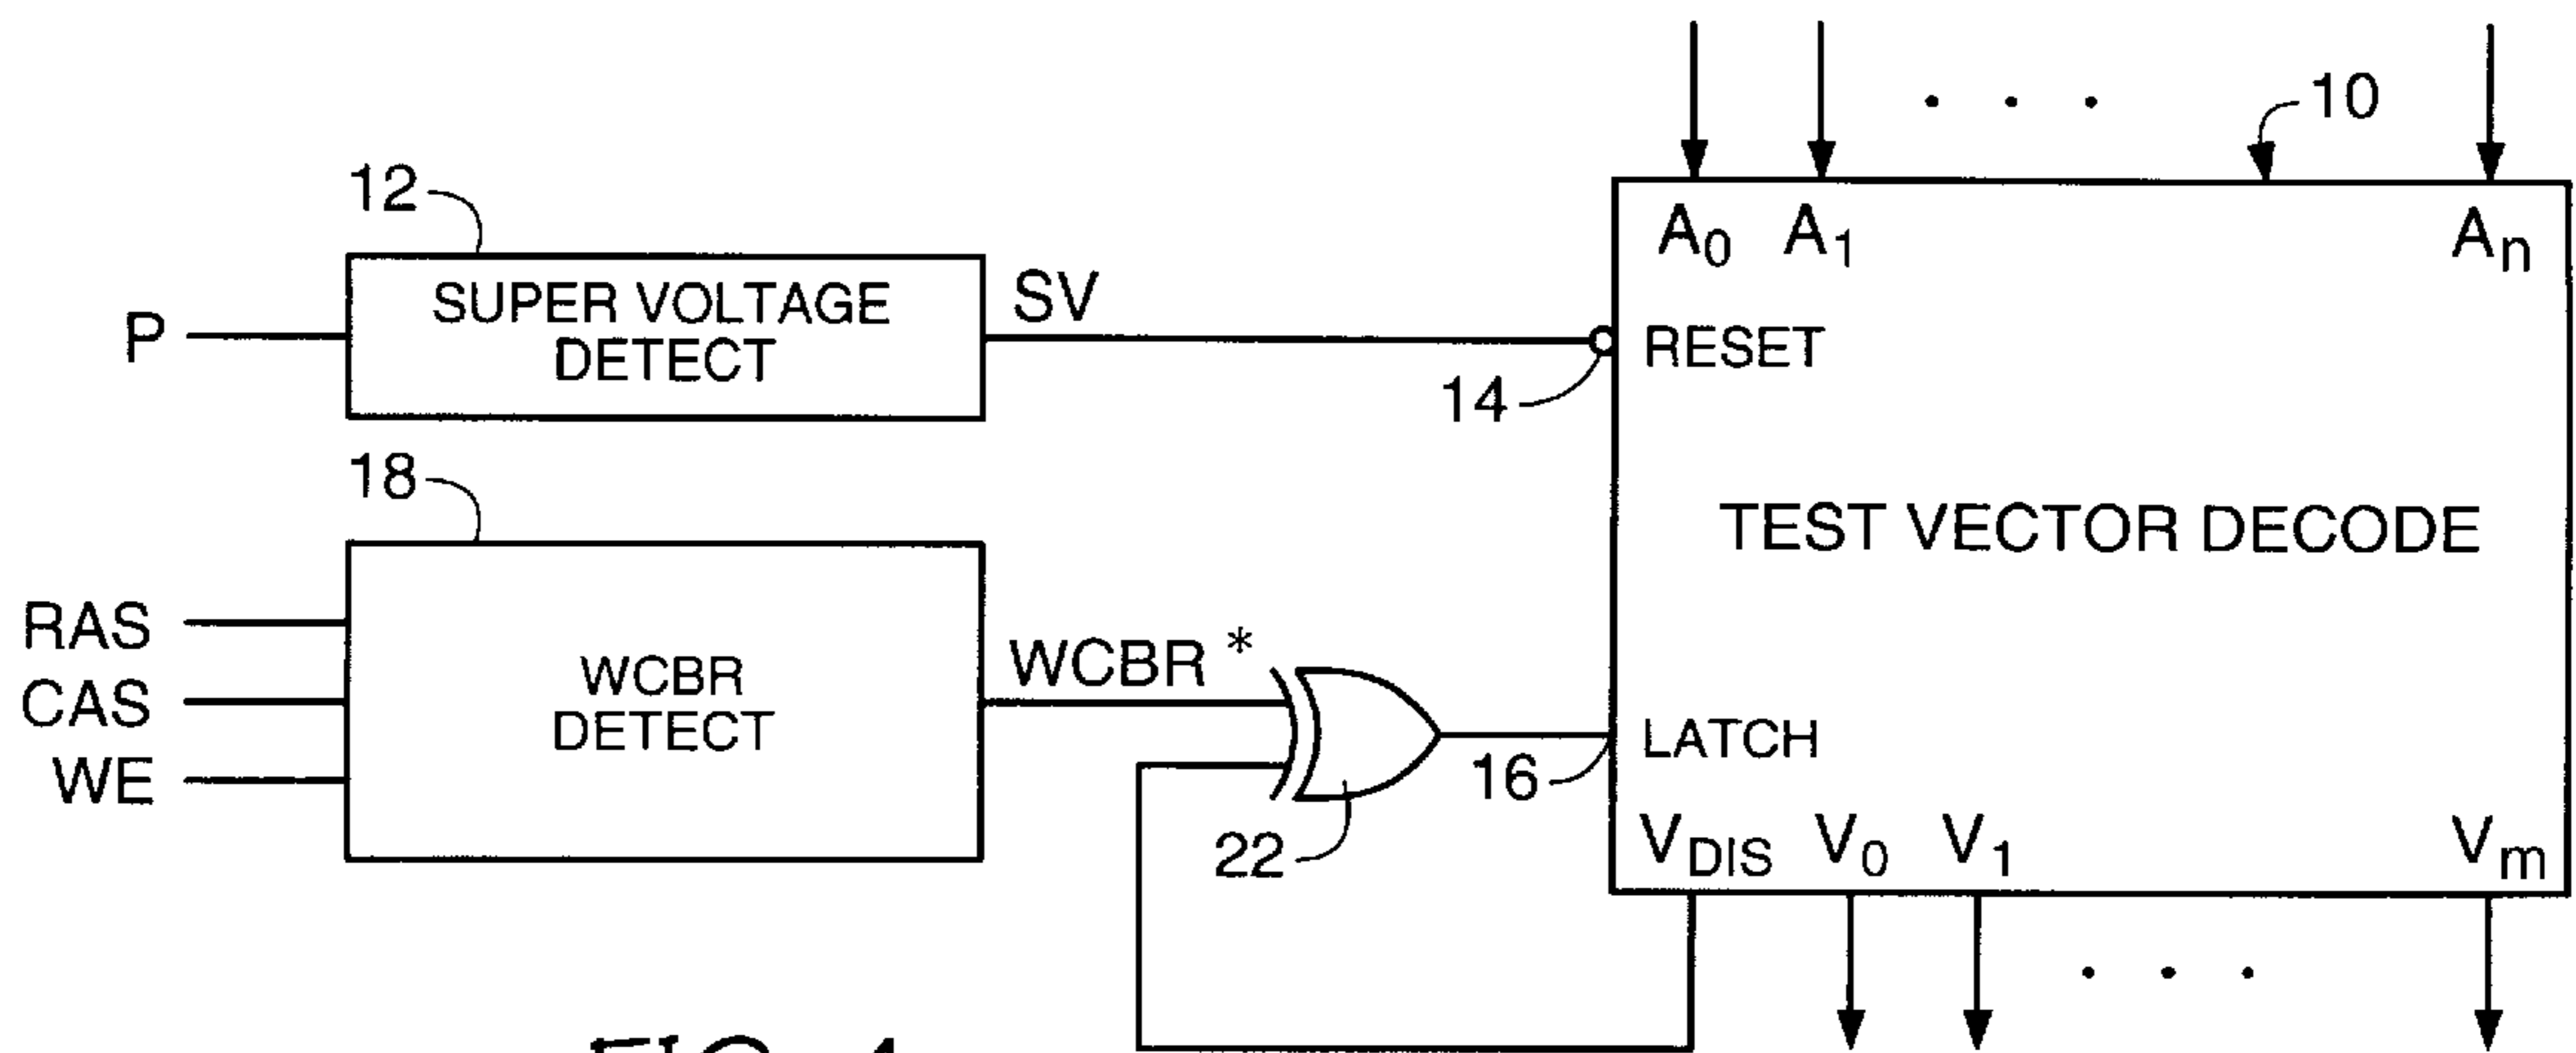 10
A0 A1 An
12
SUPER VOLTAGE
DETECT
P
SV
RESET
14
18
TEST VECTOR DECODE
RAS
CAS
WE
WCBR
DETECT
WCBR *
LATCH
16
22
VDIS V0 V1 Vm